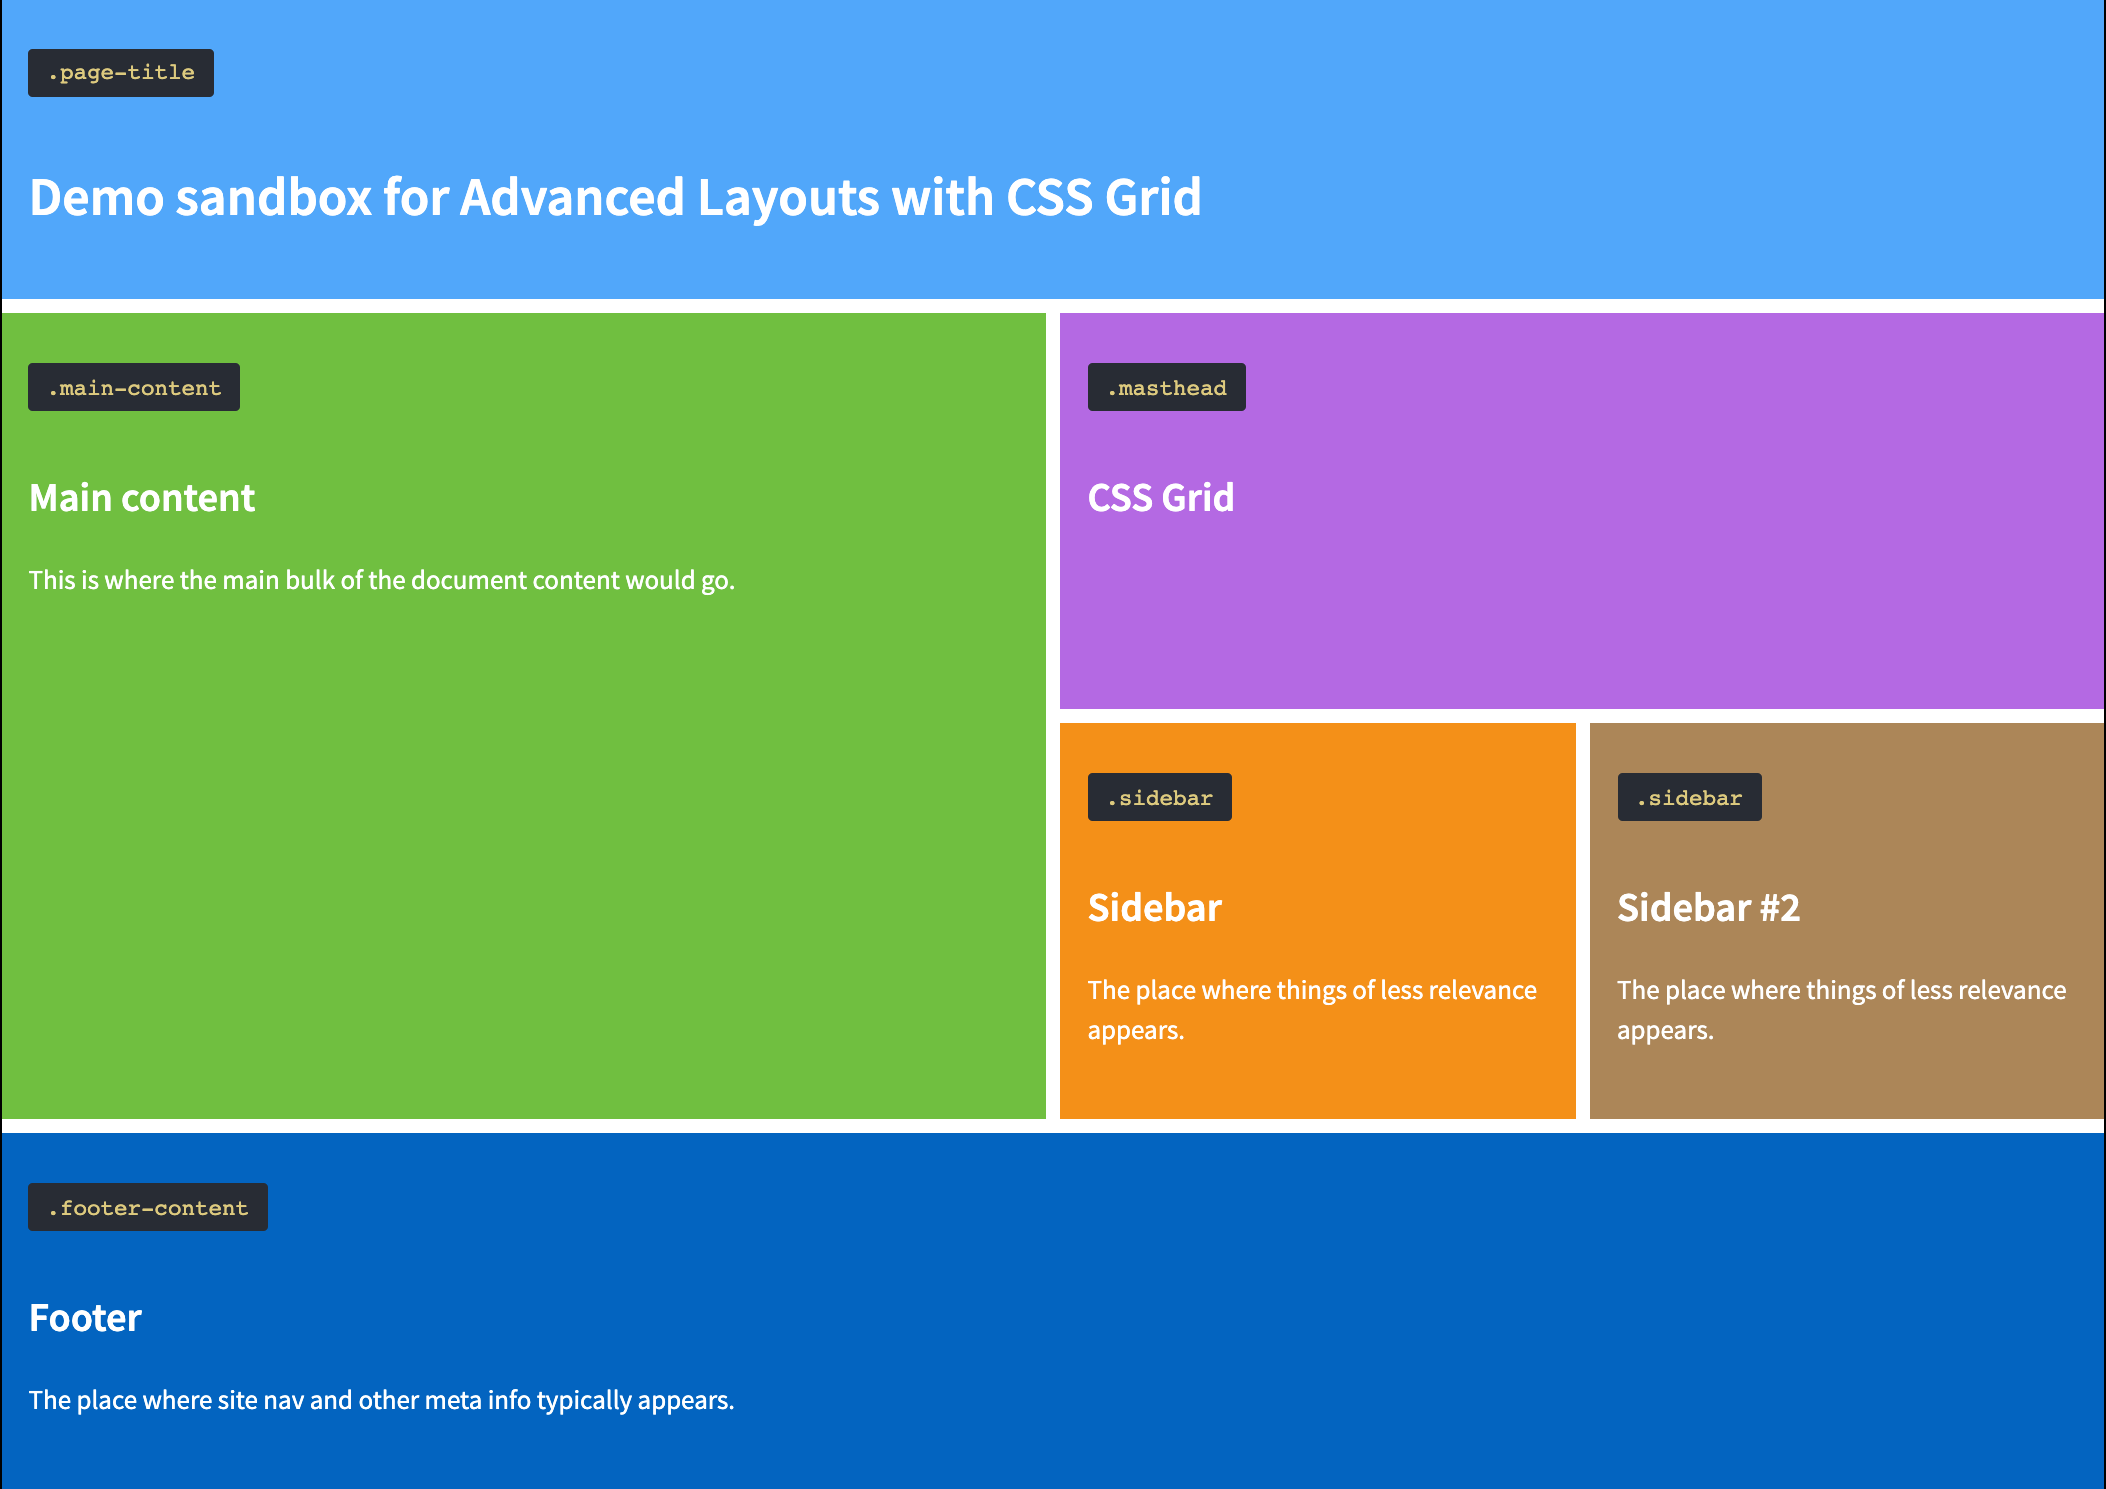 .page-title
Demo sandbox for Advanced Layouts with CSS Grid
.main-content
Main content
This is where the main bulk of the document content would go.
.masthead
CSS Grid
.sidebar
Sidebar
The place where things of less relevance
appears.
.sidebar
Sidebar #2
The place where things of less relevance
appears.
.footer-content
Footer
The place where site nav and other meta info typically appears.